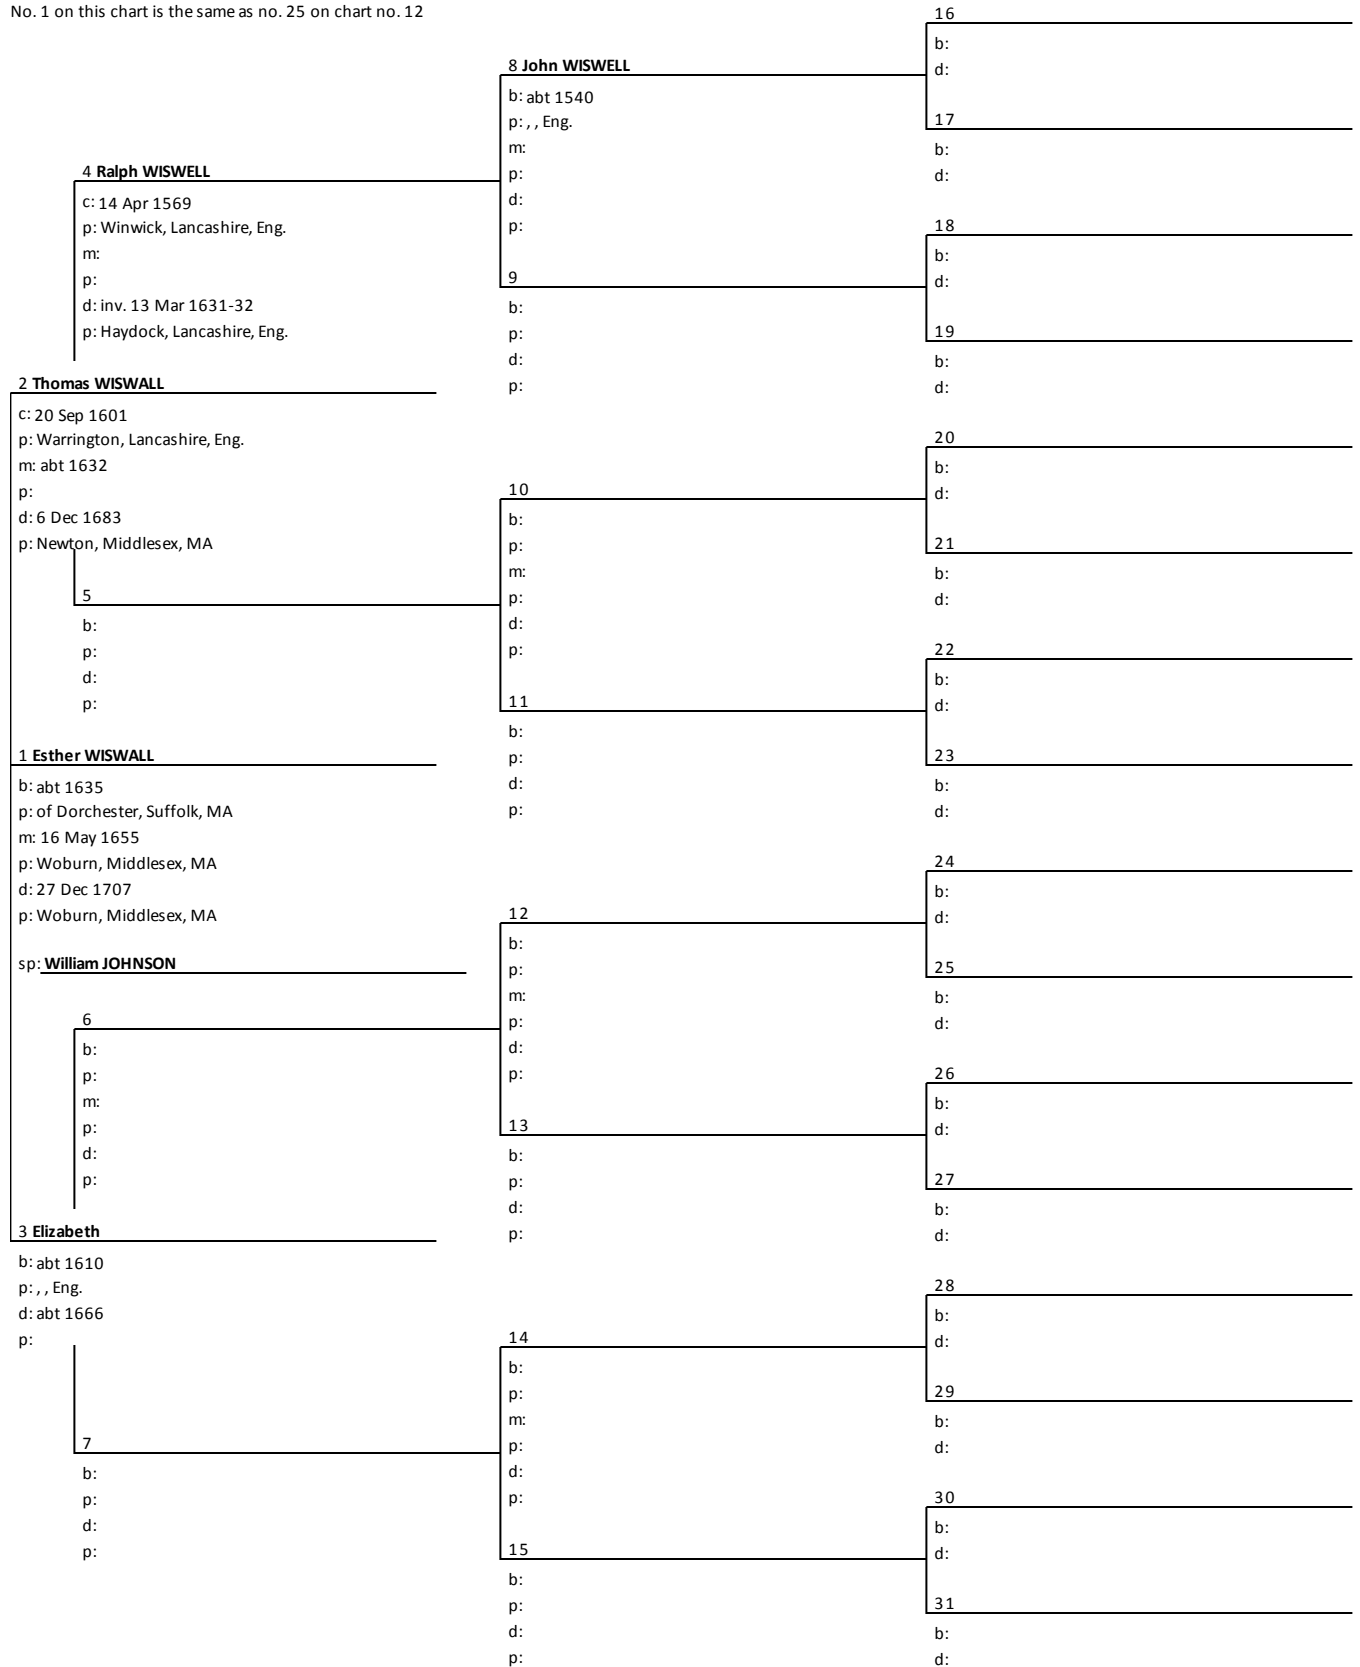 No. 1 on this chart is the same as no. 25 on chart no. 12
16
b:
d:
8 John WISWELL
b: abt 1540
p: , , Eng.
m:
p:
d:
p:
17
b:
d:
4 Ralph WISWELL
c: 14 Apr 1569
p: Winwick, Lancashire, Eng.
m:
p:
d: inv. 13 Mar 1631-32
p: Haydock, Lancashire, Eng.
18
b:
d:
9
b:
p:
d:
p:
19
b:
d:
2 Thomas WISWALL
c: 20 Sep 1601
p: Warrington, Lancashire, Eng.
m: abt 1632
p:
d: 6 Dec 1683
p: Newton, Middlesex, MA
20
b:
d:
10
b:
p:
m:
p:
d:
p:
21
b:
d:
5
b:
p:
d:
p:
22
b:
d:
11
b:
p:
d:
p:
23
b:
d:
1 Esther WISWALL
b: abt 1635
p: of Dorchester, Suffolk, MA
m: 16 May 1655
p: Woburn, Middlesex, MA
d: 27 Dec 1707
p: Woburn, Middlesex, MA
sp: William JOHNSON
24
b:
d:
12
b:
p:
m:
p:
d:
p:
25
b:
d:
6
b:
p:
m:
p:
d:
p:
26
b:
d:
13
b:
p:
d:
p:
27
b:
d:
3 Elizabeth
b: abt 1610
p: , , Eng.
d: abt 1666
p:
28
b:
d:
14
b:
p:
m:
p:
d:
p:
29
b:
d:
7
b:
p:
d:
p:
30
b:
d:
15
b:
p:
d:
p:
31
b:
d: